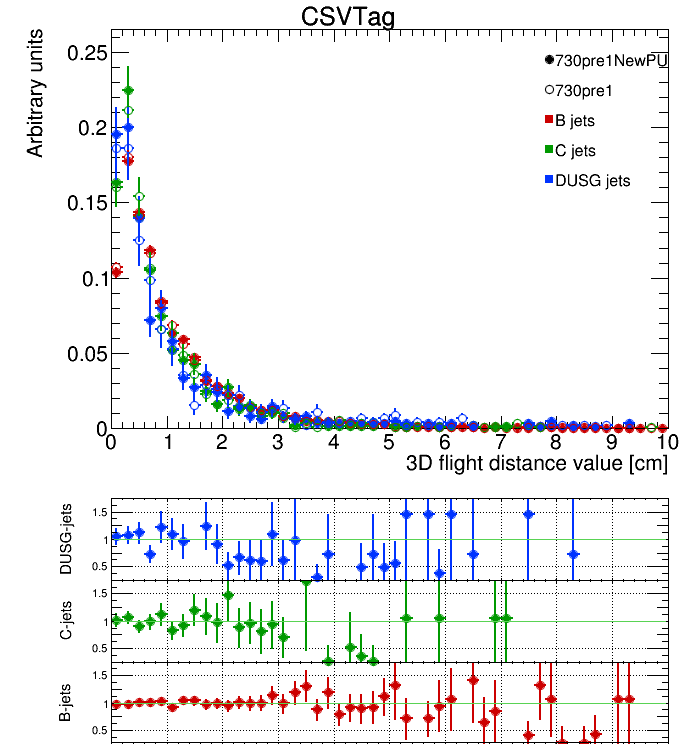 CSVTag
Arbitrary units
0.25
0.2
0.15
0.1
0.05
0
730pre1NewPU
730pre1
B jets
C jets
DUSG jets
0 1 2 3 4 5 6 7 8 9 10
3D flight distance value [cm]
DUSG-jets
1.5
1
0.5
C-jets
1.5
1
0.5
B-jets
1.5
1
0.5